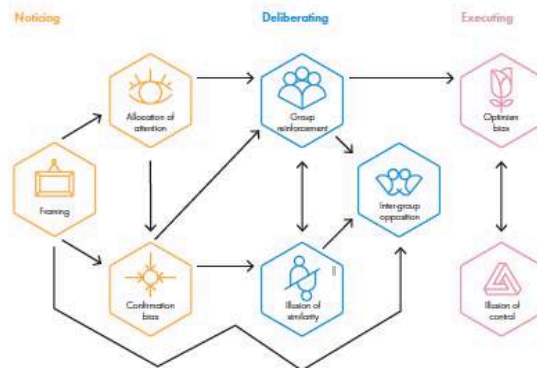 Noticing
Deliberating
Executing
Allocation of
attention
Group
reinforcement
Optimism
bias
Framing
Inter-group
opposition
Confirmation
bias
Illusion of
similarity
Illusion of
control